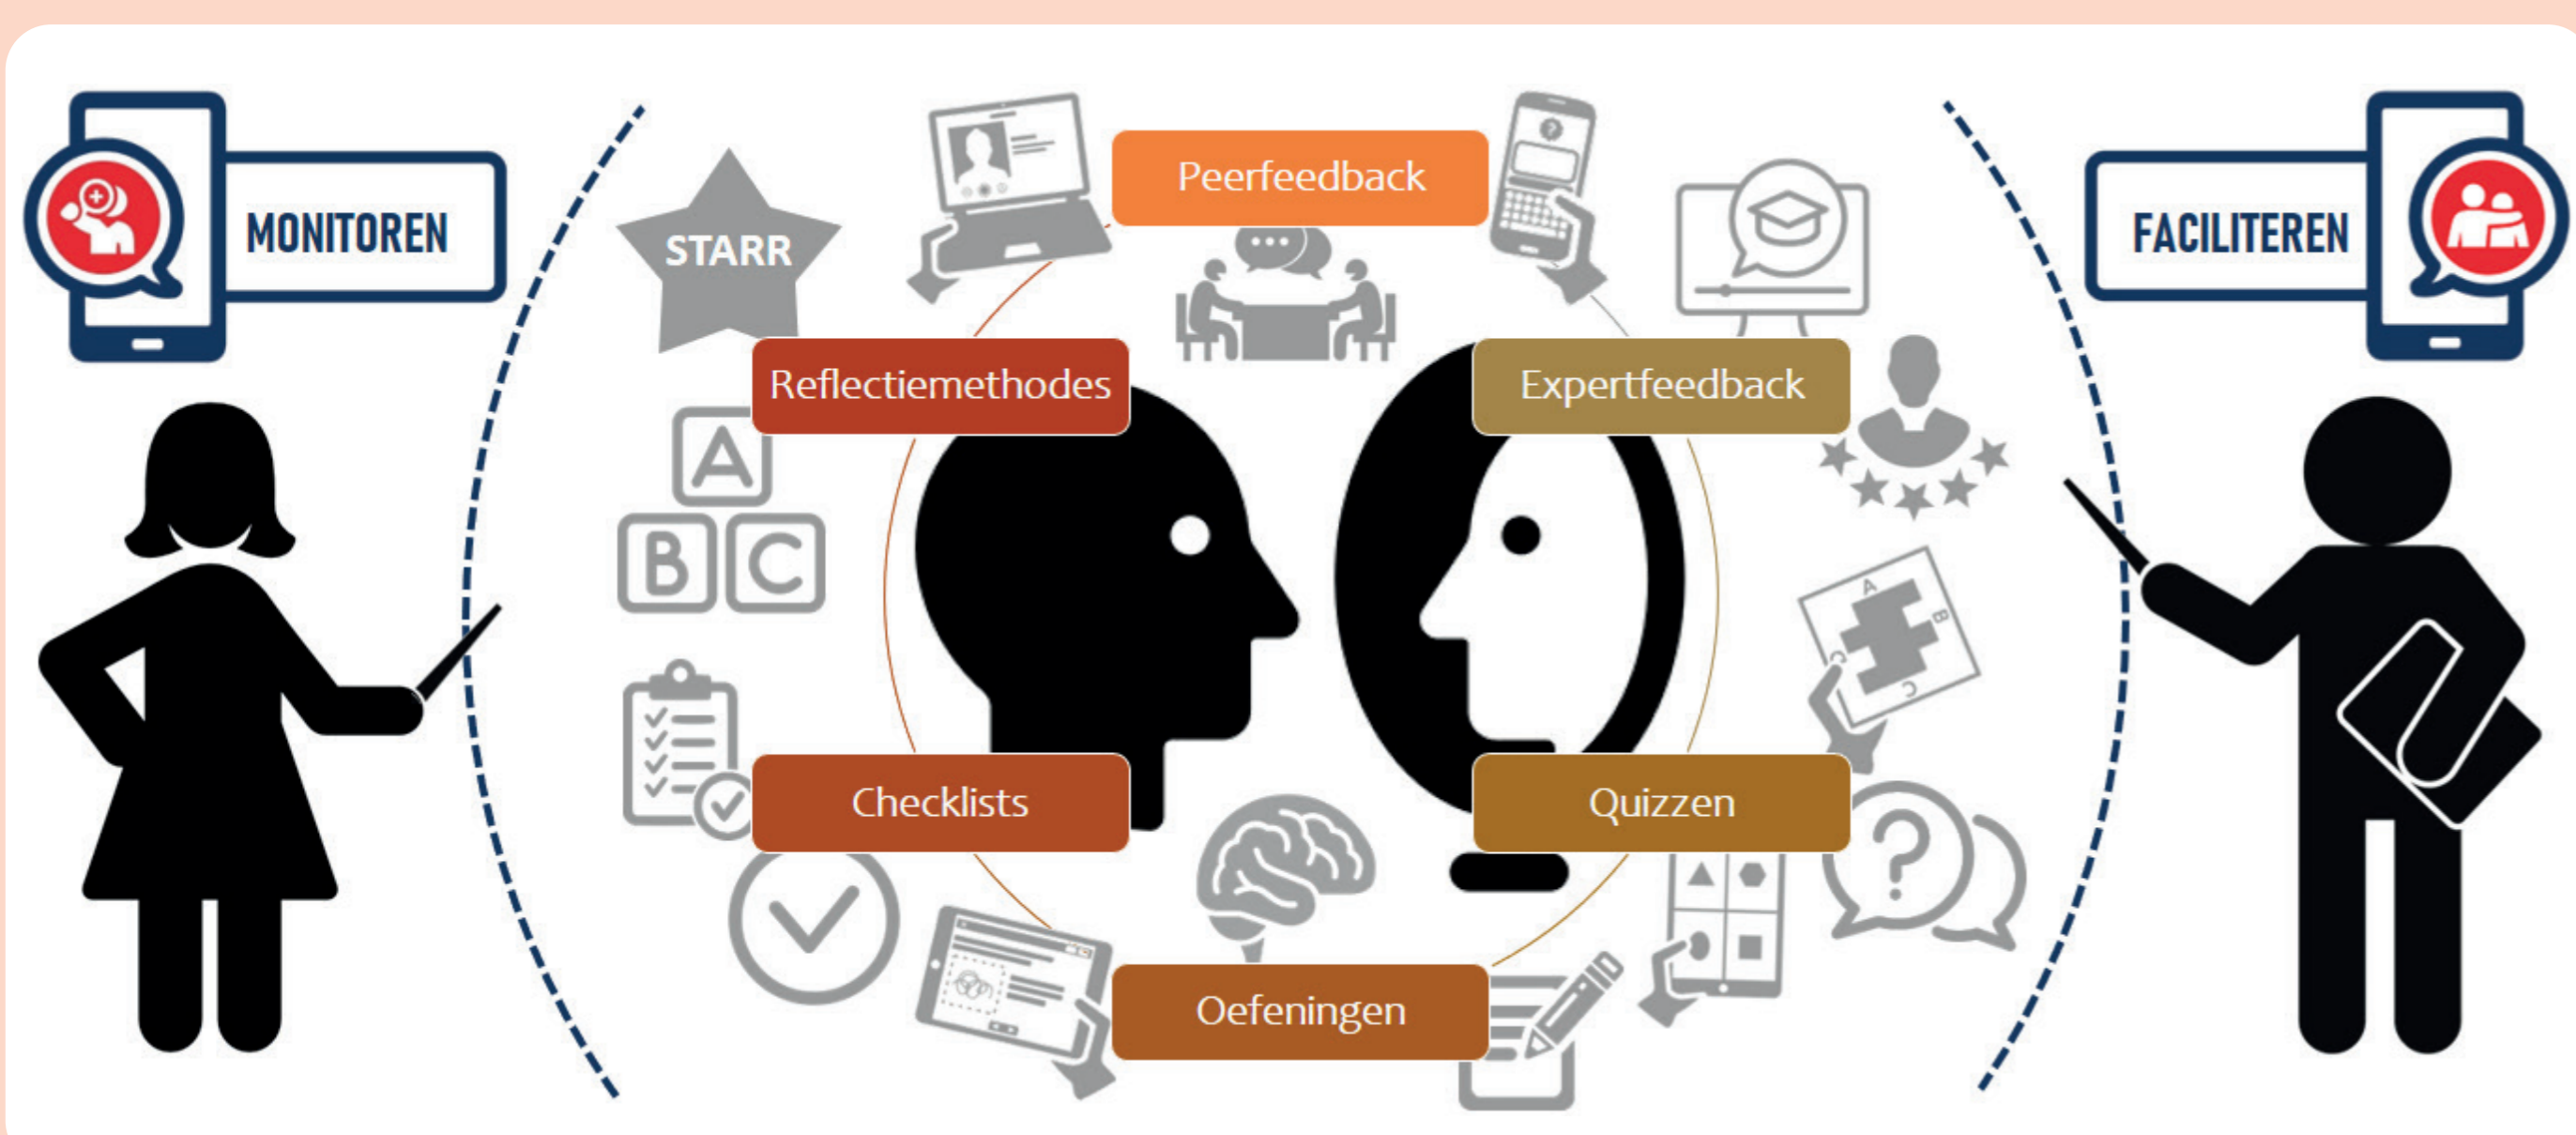 MONITOREN
FACILITEREN
STARR
Peerfeedback
Reflectiemethodes
Expertfeedback
A
B C
A
B
C
C
Checklists
Quizzen
?
Oefeningen